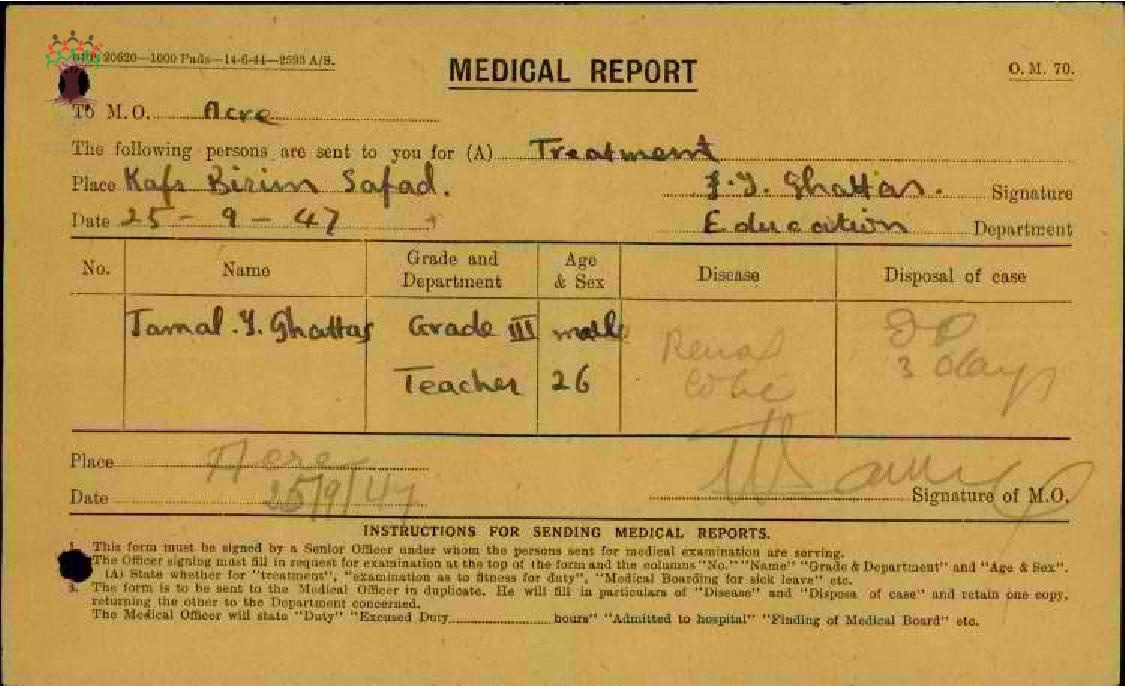 20620—1000 Pads—14-6-44—2595 A/S.
MEDICAL REPORT
O. M. 70.
To M.O. Acre
The following persons are sent to you for (A) Treatment
Place Kafr Birim Safad. J.Y. Ghattas. Signature
Date 25 - 9 - 47 Education Department
No. Name Grade and Department Age & Sex Disease Disposal of case
Jamal.Y. Ghattas Grade III male Renal
Teacher 26 colic 3 days
Place Acre
Date 25/9/47 Signature of M.O.
INSTRUCTIONS FOR SENDING MEDICAL REPORTS.
1. This form must be signed by a Senior Officer under whom the persons sent for medical examination are serving.
The Officer signing must fill in request for examination at the top of the form and the columns "No." "Name" "Grade & Department" and "Age & Sex".
(A) State whether for "treatment", "examination as to fitness for duty", "Medical Boarding for sick leave" etc.
3. The form is to be sent to the Medical Officer in duplicate. He will fill in particulars of "Disease" and "Disposa of case" and retain one copy,
returning the other to the Department concerned.
The Medical Officer will state "Duty" "Excused Duty hours" "Admitted to hospital" "Finding of Medical Board" etc.